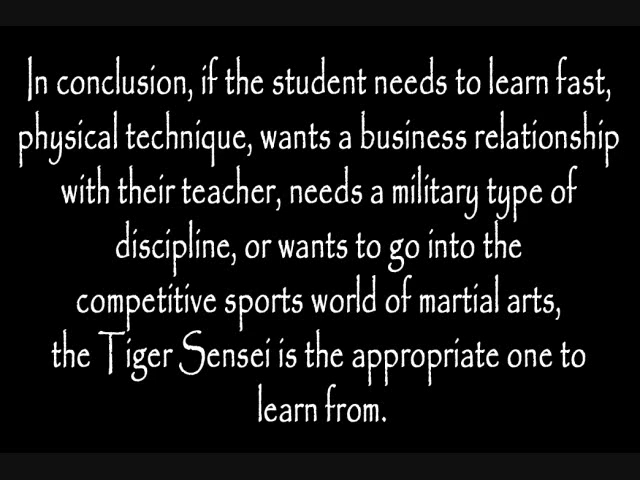 In conclusion, if the student needs to learn fast,
physical technique, wants a business relationship
with their teacher, needs a military type of
discipline, or wants to go into the
competitive sports world of martial arts,
the Tiger Sensei is the appropriate one to
learn from.